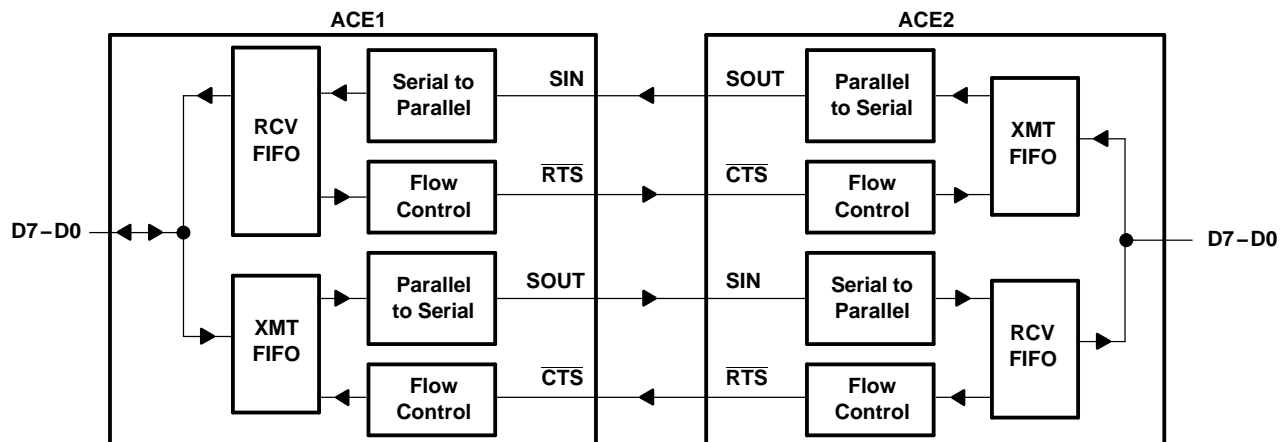 ACE1
ACE2
RCV
FIFO
Serial to
Parallel
SIN
SOUT
Parallel
to Serial
XMT
FIFO
Flow
Control
RTS
CTS
Flow
Control
D7–D0
D7–D0
XMT
FIFO
Parallel
to Serial
SOUT
SIN
Serial to
Parallel
RCV
FIFO
Flow
Control
CTS
RTS
Flow
Control